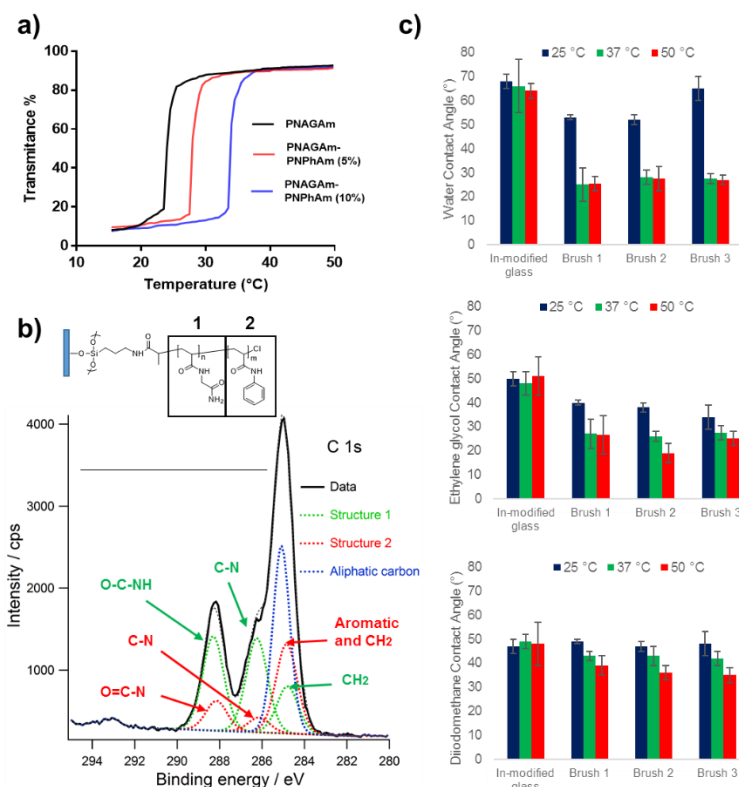 a)
100
80
60
40
20
0
Transmitance %
PNAGAm
PNAGAm-
PNPhAm (5%)
PNAGAm-
PNPhAm (10%)
10 20 30 40 50
Temperature (°C)
b)
1 2
O
Si
O
O
NH
O
n
m
Cl
O
NH
O
NH2
O
NH
4000
3000
2000
1000
Intensity / cps
C 1s
Data
Structure 1
Structure 2
Aliphatic carbon
O-C-NH
C-N
C-N
O=C-N
Aromatic
and CH2
CH2
294 292 290 288 286 284 282 280
Binding energy / eV
c)
80
70
60
50
40
30
20
10
0
Water Contact Angle (°)
25 °C 37 °C 50 °C
In-modified Brush 1 Brush 2 Brush 3
glass
60
50
40
30
20
10
0
Ethylene glycol Contact Angle (°)
25 °C 37 °C 50 °C
In-modified Brush 1 Brush 2 Brush 3
glass
80
70
60
50
40
30
20
10
0
Diiodomethane Contact Angle (°)
25 °C 37 °C 50 °C
In-modified Brush 1 Brush 2 Brush 3
glass